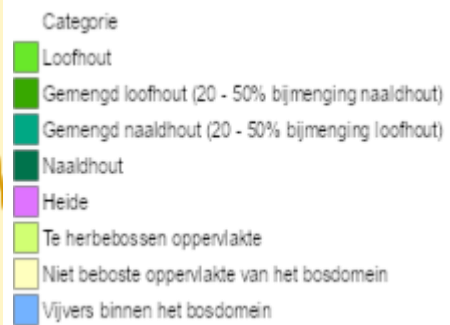 Categorie
Loofhout
Gemengd loofhout (20 - 50% bijmenging naaldhout)
Gemengd naaldhout (20 - 50% bijmenging loofhout)
Naaldhout
Heide
Te herbebossen oppervlakte
Niet beboste oppervlakte van het bosdomein
Vijvers binnen het bosdomein